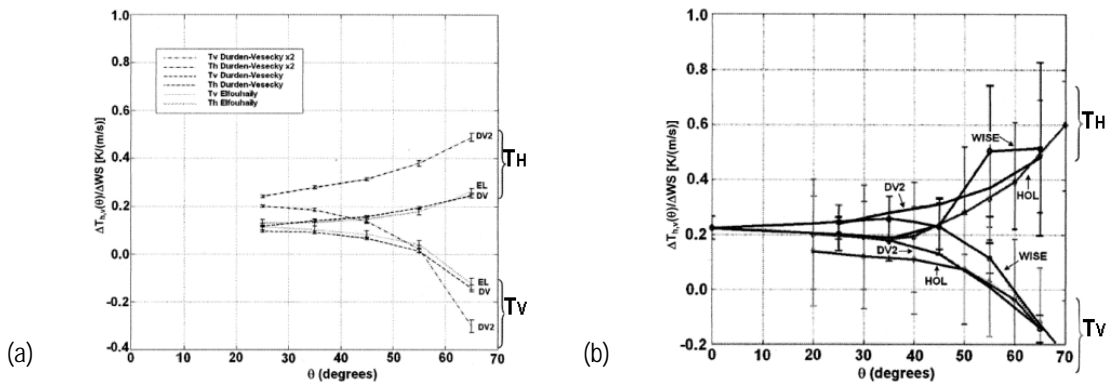 1.0
0.8
0.6
0.4
0.2
0.0
-0.2
-0.4
0 10 20 30 40 50 60 70
θ (degrees)
ΔTh,v(θ)/ΔWS [K/(m/s)]
Tv Durden-Vesecky x2
Th Durden-Vesecky x2
Tv Durden-Vesecky
Th Durden-Vesecky
Tv Elfouhaily
Th Elfouhaily
DV2
EL
DV
TH
EL
DV
DV2
TV
(a)
1.0
0.8
0.6
0.4
0.2
0.0
-0.2
0 10 20 30 40 50 60 70
θ (degrees)
ΔTh,v(θ)/ΔWS [K/(m/s)]
WISE
DV2
HOL
TH
DV2
WISE
HOL
TV
(b)